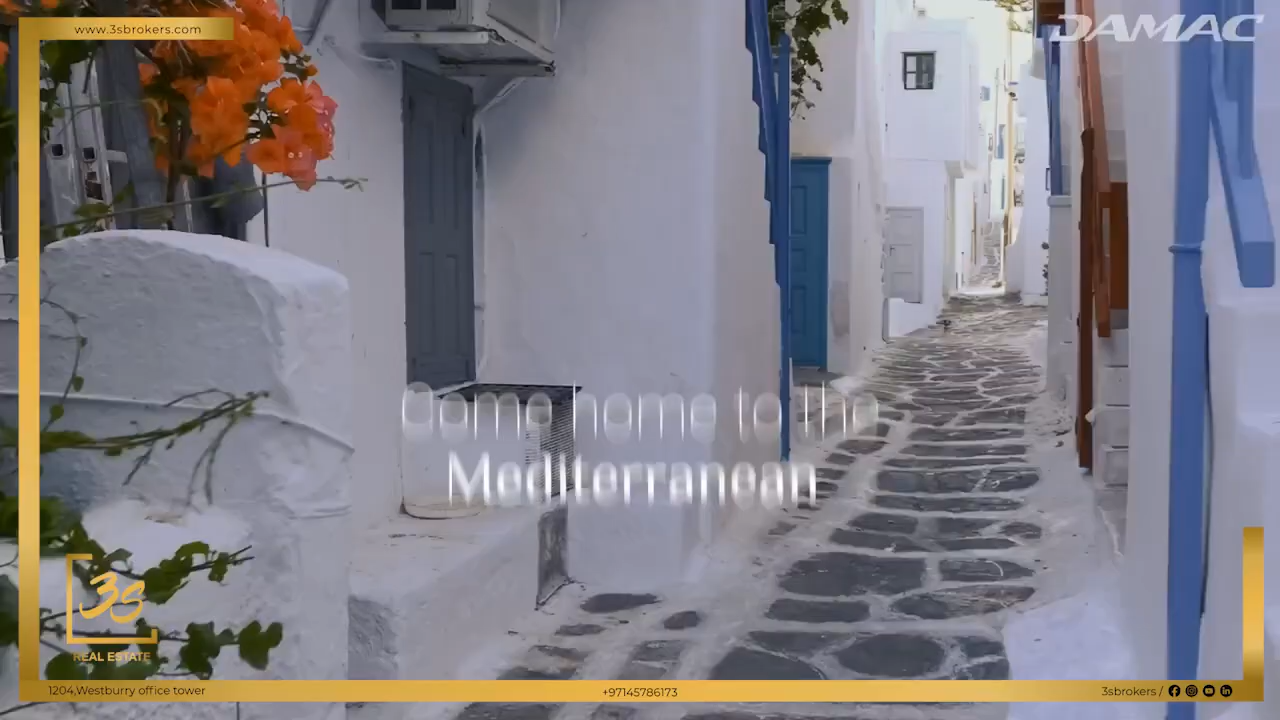 www.3sbrokers.com
DAMAC
Come home to the
Mediterranean
3S
REAL ESTATE
1204,Westburry office tower
+97145786173
3sbrokers /